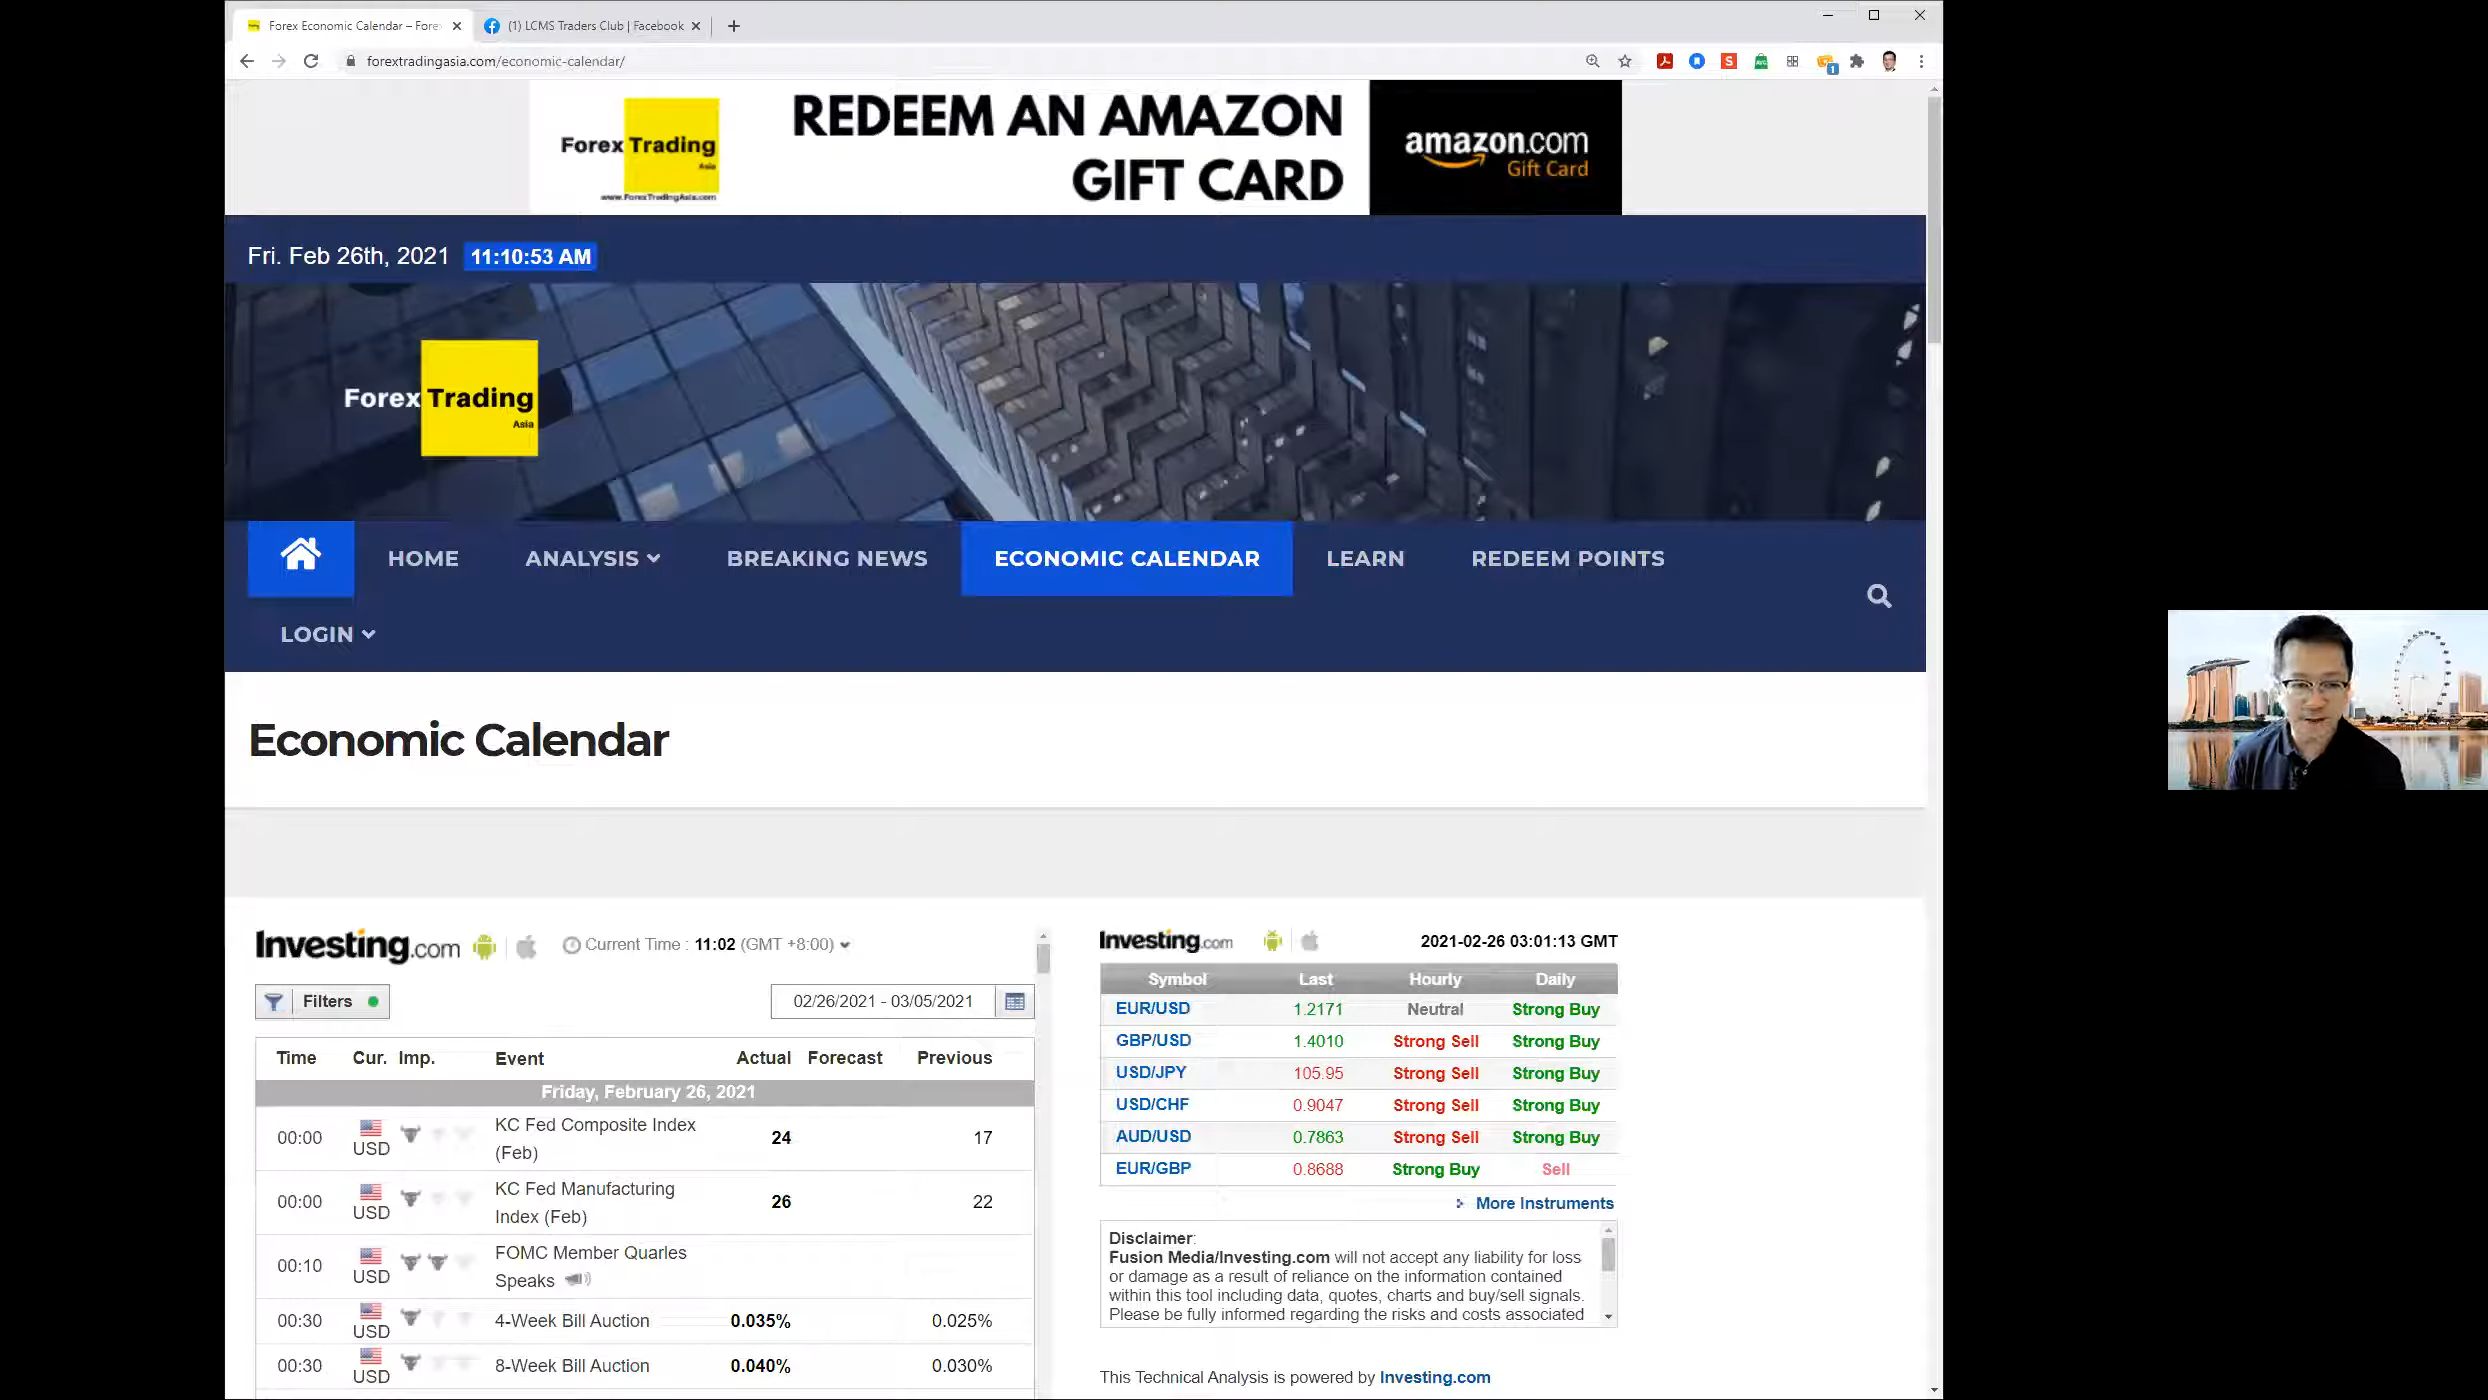 Forex Economic Calendar – Forex
(1) LCMS Traders Club | Facebook
forextradingasia.com/economic-calendar/
Forex Trading
Asia
www.ForexTradingAsia.com
REDEEM AN AMAZON
GIFT CARD
amazon.com
Gift Card
Fri. Feb 26th, 2021 11:10:53 AM
Forex Trading
Asia
HOME ANALYSIS BREAKING NEWS ECONOMIC CALENDAR LEARN REDEEM POINTS
LOGIN
Economic Calendar
Investing.com Current Time : 11:02 (GMT +8:00)
Filters 02/26/2021 - 03/05/2021
Time Cur. Imp. Event Actual Forecast Previous
Friday, February 26, 2021
00:00 USD KC Fed Composite Index (Feb) 24 17
00:00 USD KC Fed Manufacturing Index (Feb) 26 22
00:10 USD FOMC Member Quarles Speaks
00:30 USD 4-Week Bill Auction 0.035% 0.025%
00:30 USD 8-Week Bill Auction 0.040% 0.030%
Investing.com 2021-02-26 03:01:13 GMT
Symbol Last Hourly Daily
EUR/USD 1.2171 Neutral Strong Buy
GBP/USD 1.4010 Strong Sell Strong Buy
USD/JPY 105.95 Strong Sell Strong Buy
USD/CHF 0.9047 Strong Sell Strong Buy
AUD/USD 0.7863 Strong Sell Strong Buy
EUR/GBP 0.8688 Strong Buy Sell
More Instruments
Disclaimer:
Fusion Media/Investing.com will not accept any liability for loss
or damage as a result of reliance on the information contained
within this tool including data, quotes, charts and buy/sell signals.
Please be fully informed regarding the risks and costs associated
This Technical Analysis is powered by Investing.com